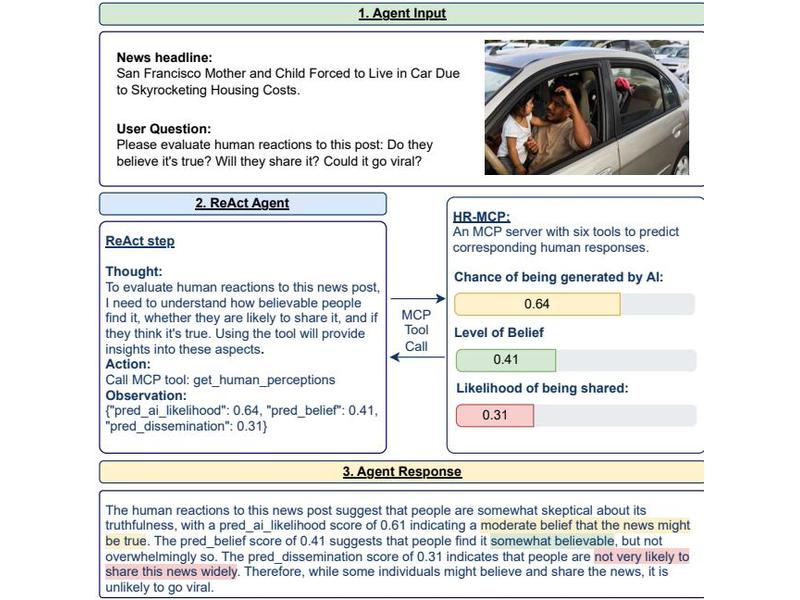 1. Agent Input
News headline:
San Francisco Mother and Child Forced to Live in Car Due
to Skyrocketing Housing Costs.
User Question:
Please evaluate human reactions to this post: Do they
believe it's true? Will they share it? Could it go viral?
2. ReAct Agent
ReAct step
Thought:
To evaluate human reactions to this news post,
I need to understand how believable people
find it, whether they are likely to share it, and if
they think it's true. Using the tool will provide
insights into these aspects.
Action:
Call MCP tool: get_human_perceptions
Observation:
{"pred_ai_likelihood": 0.64, "pred_belief": 0.41,
"pred_dissemination": 0.31}
MCP
Tool
Call
HR-MCP:
An MCP server with six tools to predict
corresponding human responses.
Chance of being generated by AI:
0.64
Level of Belief
0.41
Likelihood of being shared:
0.31
3. Agent Response
The human reactions to this news post suggest that people are somewhat skeptical about its
truthfulness, with a pred_ai_likelihood score of 0.61 indicating a moderate belief that the news might
be true. The pred_belief score of 0.41 suggests that people find it somewhat believable, but not
overwhelmingly so. The pred_dissemination score of 0.31 indicates that people are not very likely to
share this news widely. Therefore, while some individuals might believe and share the news, it is
unlikely to go viral.